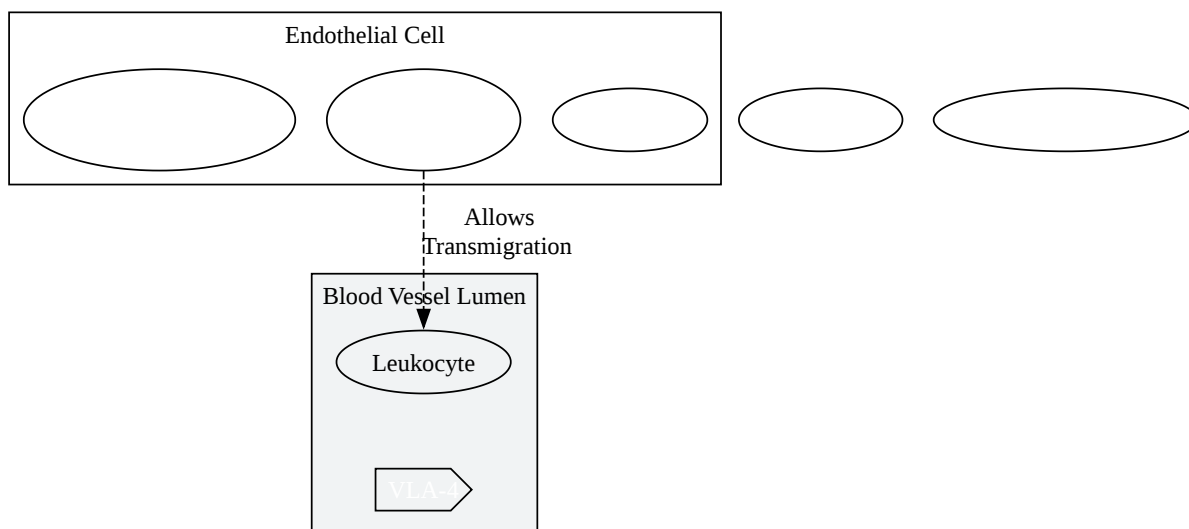 Endothelial Cell
Allows
Transmigration
Blood Vessel Lumen
Leukocyte
VLA-4